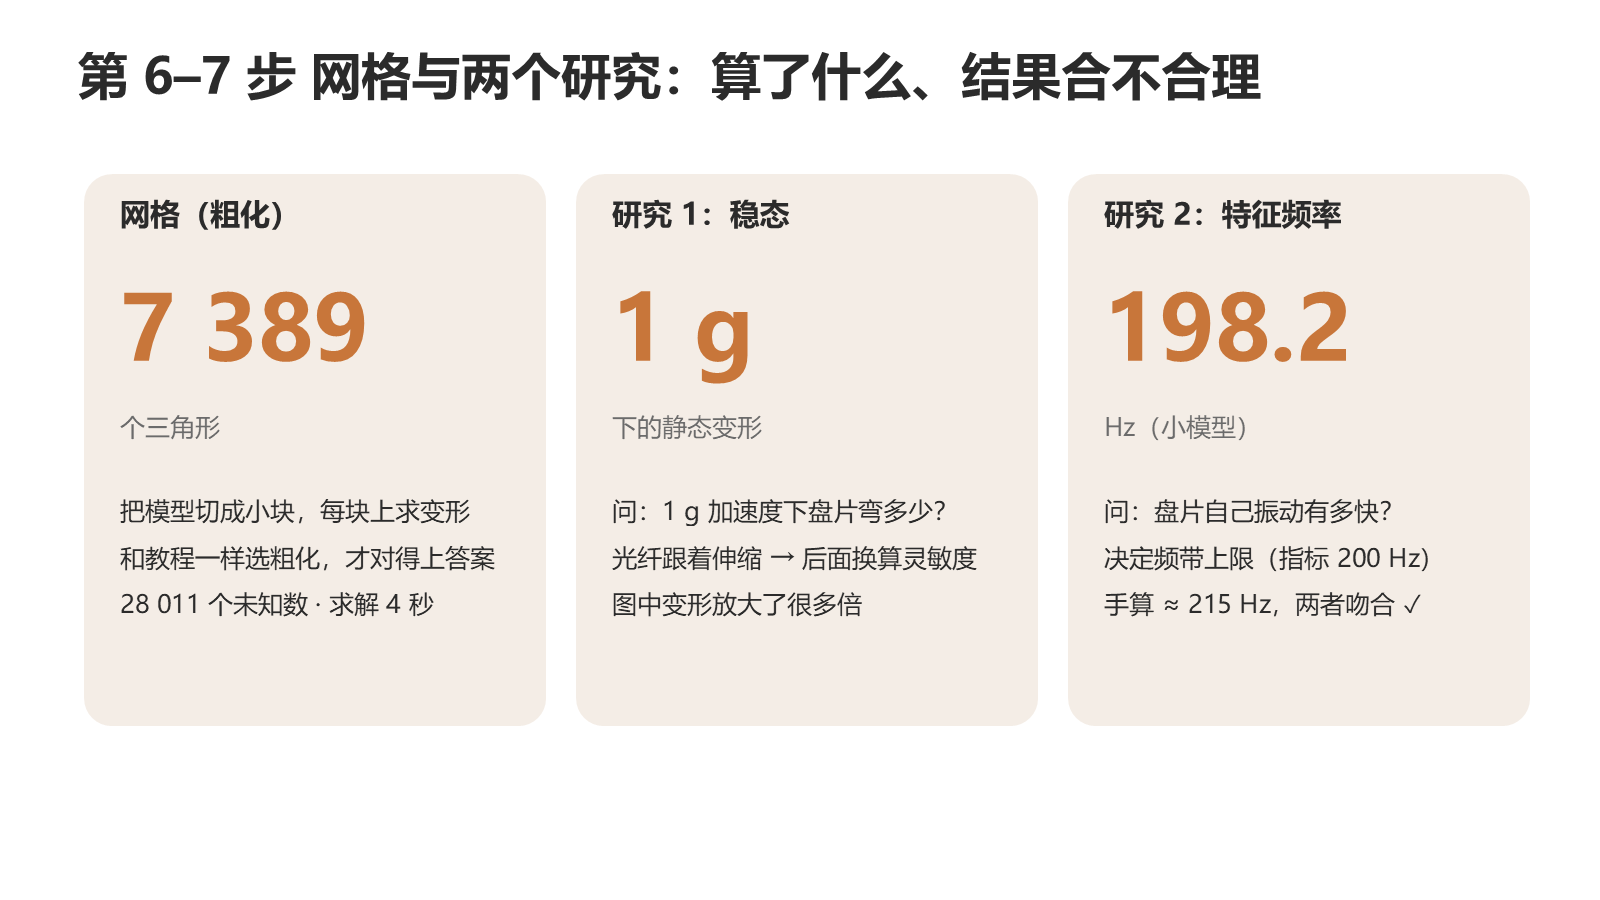 第 6–7 步 网格与两个研究：算了什么、结果合不合理
网格（粗化）
7 389
个三角形
把模型切成小块，每块上求变形
和教程一样选粗化，才对得上答案
28 011 个未知数 · 求解 4 秒
研究 1：稳态
1 g
下的静态变形
问：1 g 加速度下盘片弯多少？
光纤跟着伸缩 → 后面换算灵敏度
图中变形放大了很多倍
研究 2：特征频率
198.2
Hz（小模型）
问：盘片自己振动有多快？
决定频带上限（指标 200 Hz）
手算 ≈ 215 Hz，两者吻合 ✓